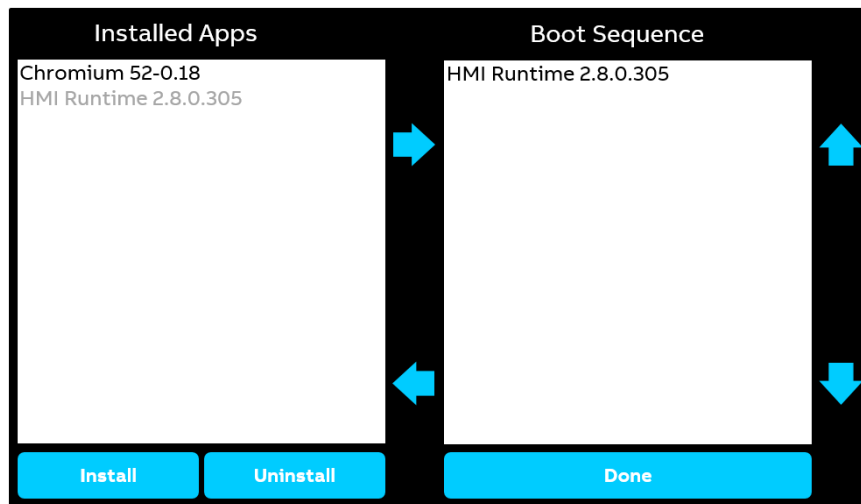 Installed Apps
Boot Sequence
Chromium 52-0.18
HMI Runtime 2.8.0.305
HMI Runtime 2.8.0.305
Install
Uninstall
Done